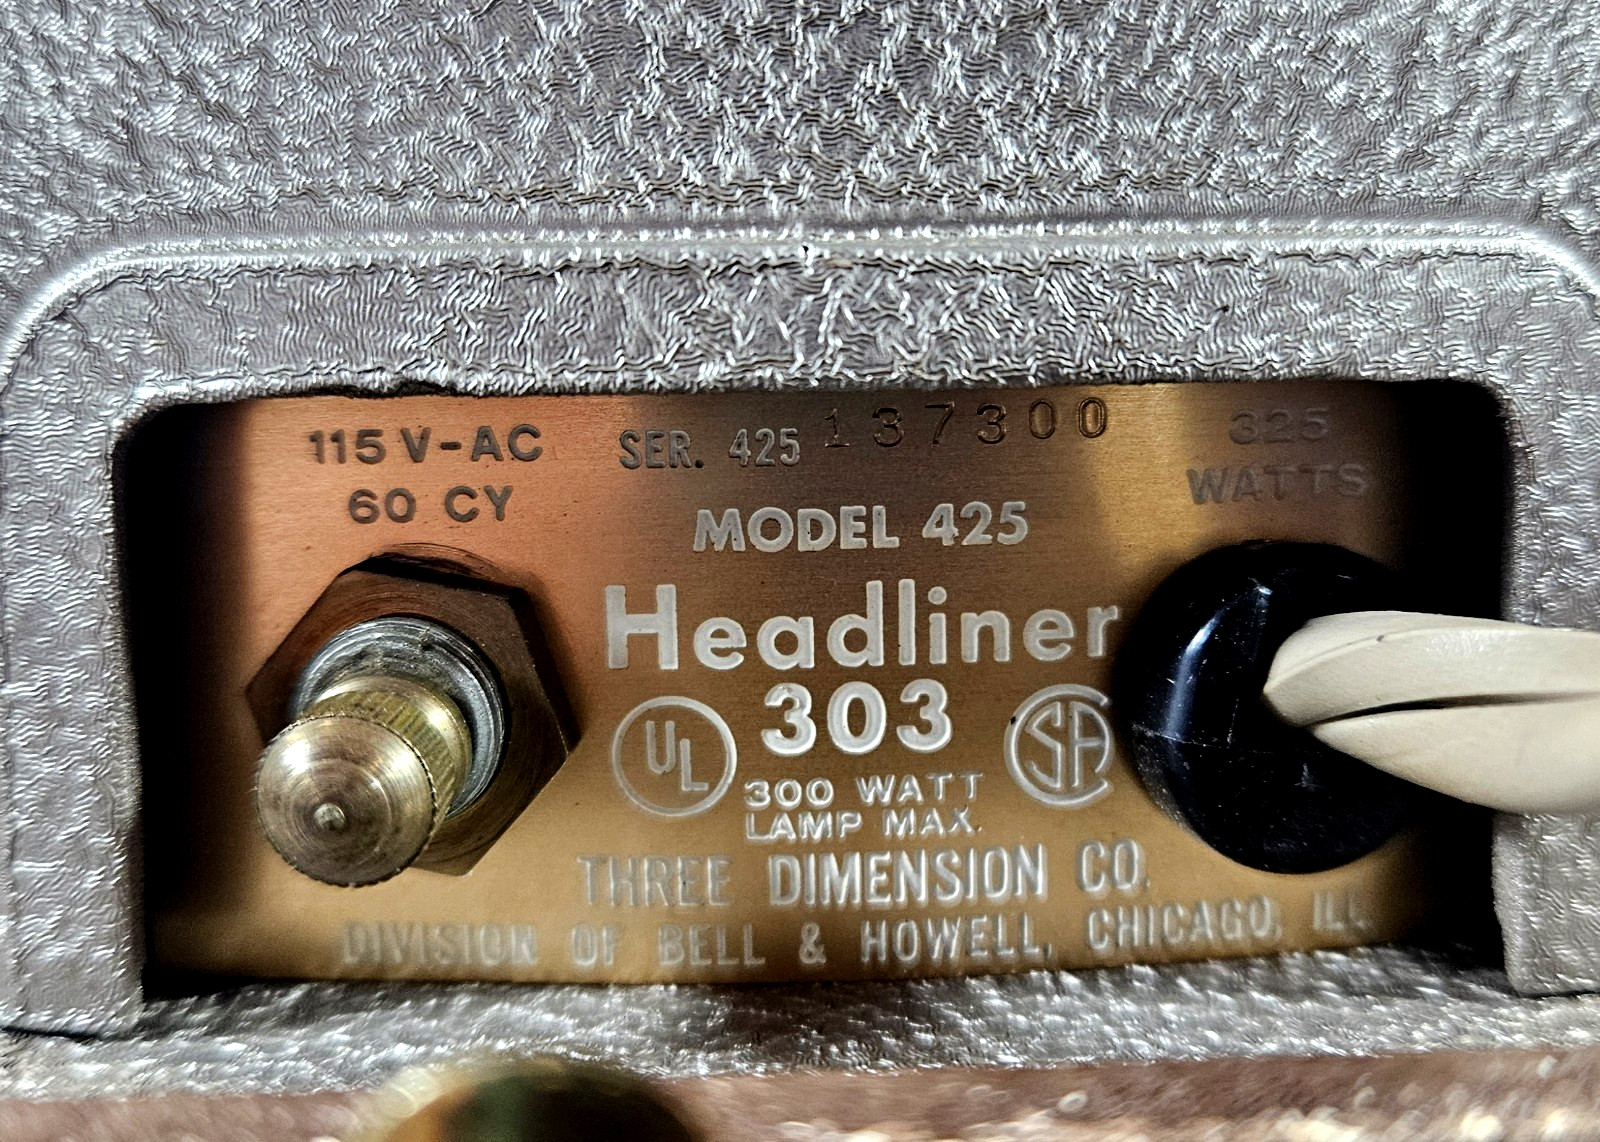 115 V-AC
60 CY
SER. 425 137300
325
WATTS
MODEL 425
Headliner
303
UL
SA
300 WATT
LAMP MAX.
THREE DIMENSION CO.
DIVISION OF BELL & HOWELL, CHICAGO, ILL.